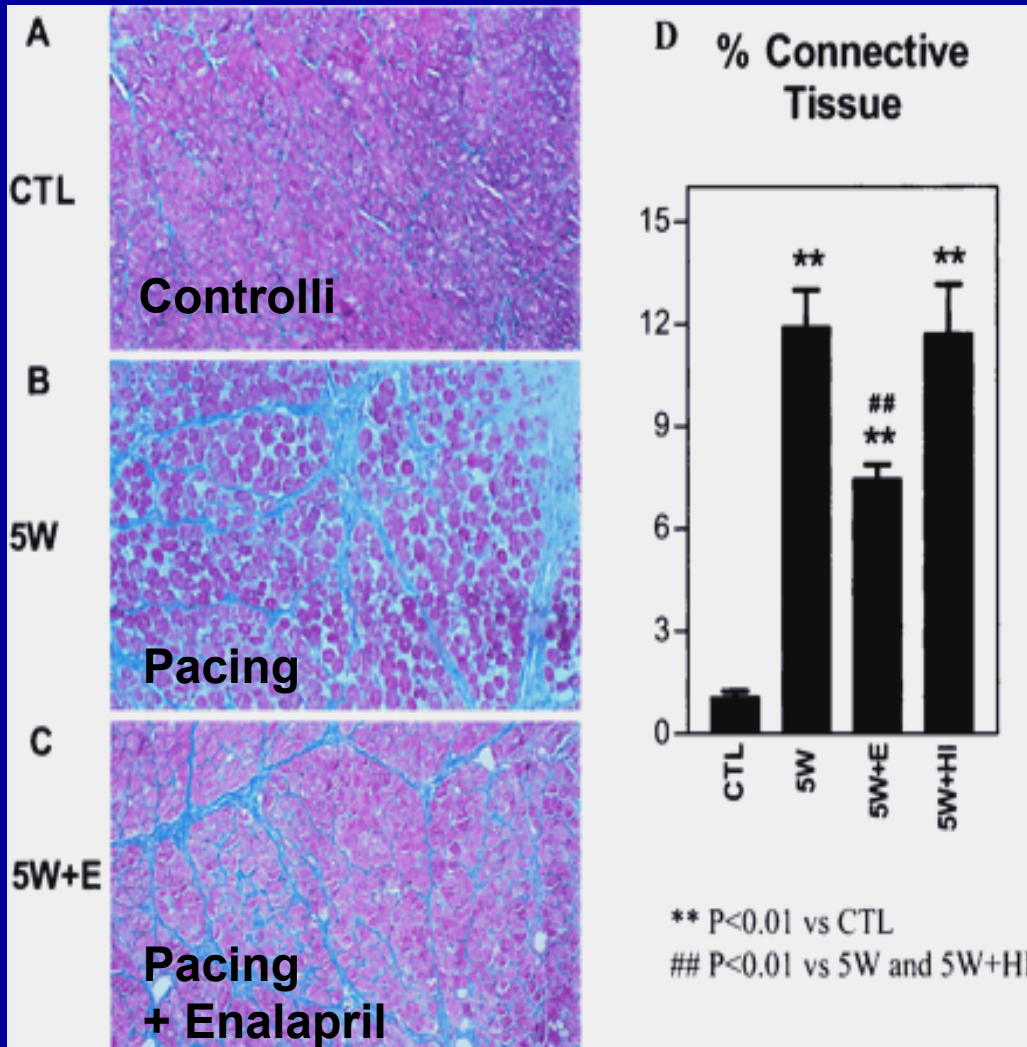 A
CTL
Controlli
B
5W
Pacing
C
5W+E
Pacing
+ Enalapril
D
% Connective
Tissue
15
12
9
6
3
0
**
##
**
**
CTL
5W
5W+E
5W+HI
** P<0.01 vs CTL
## P<0.01 vs 5W and 5W+HI